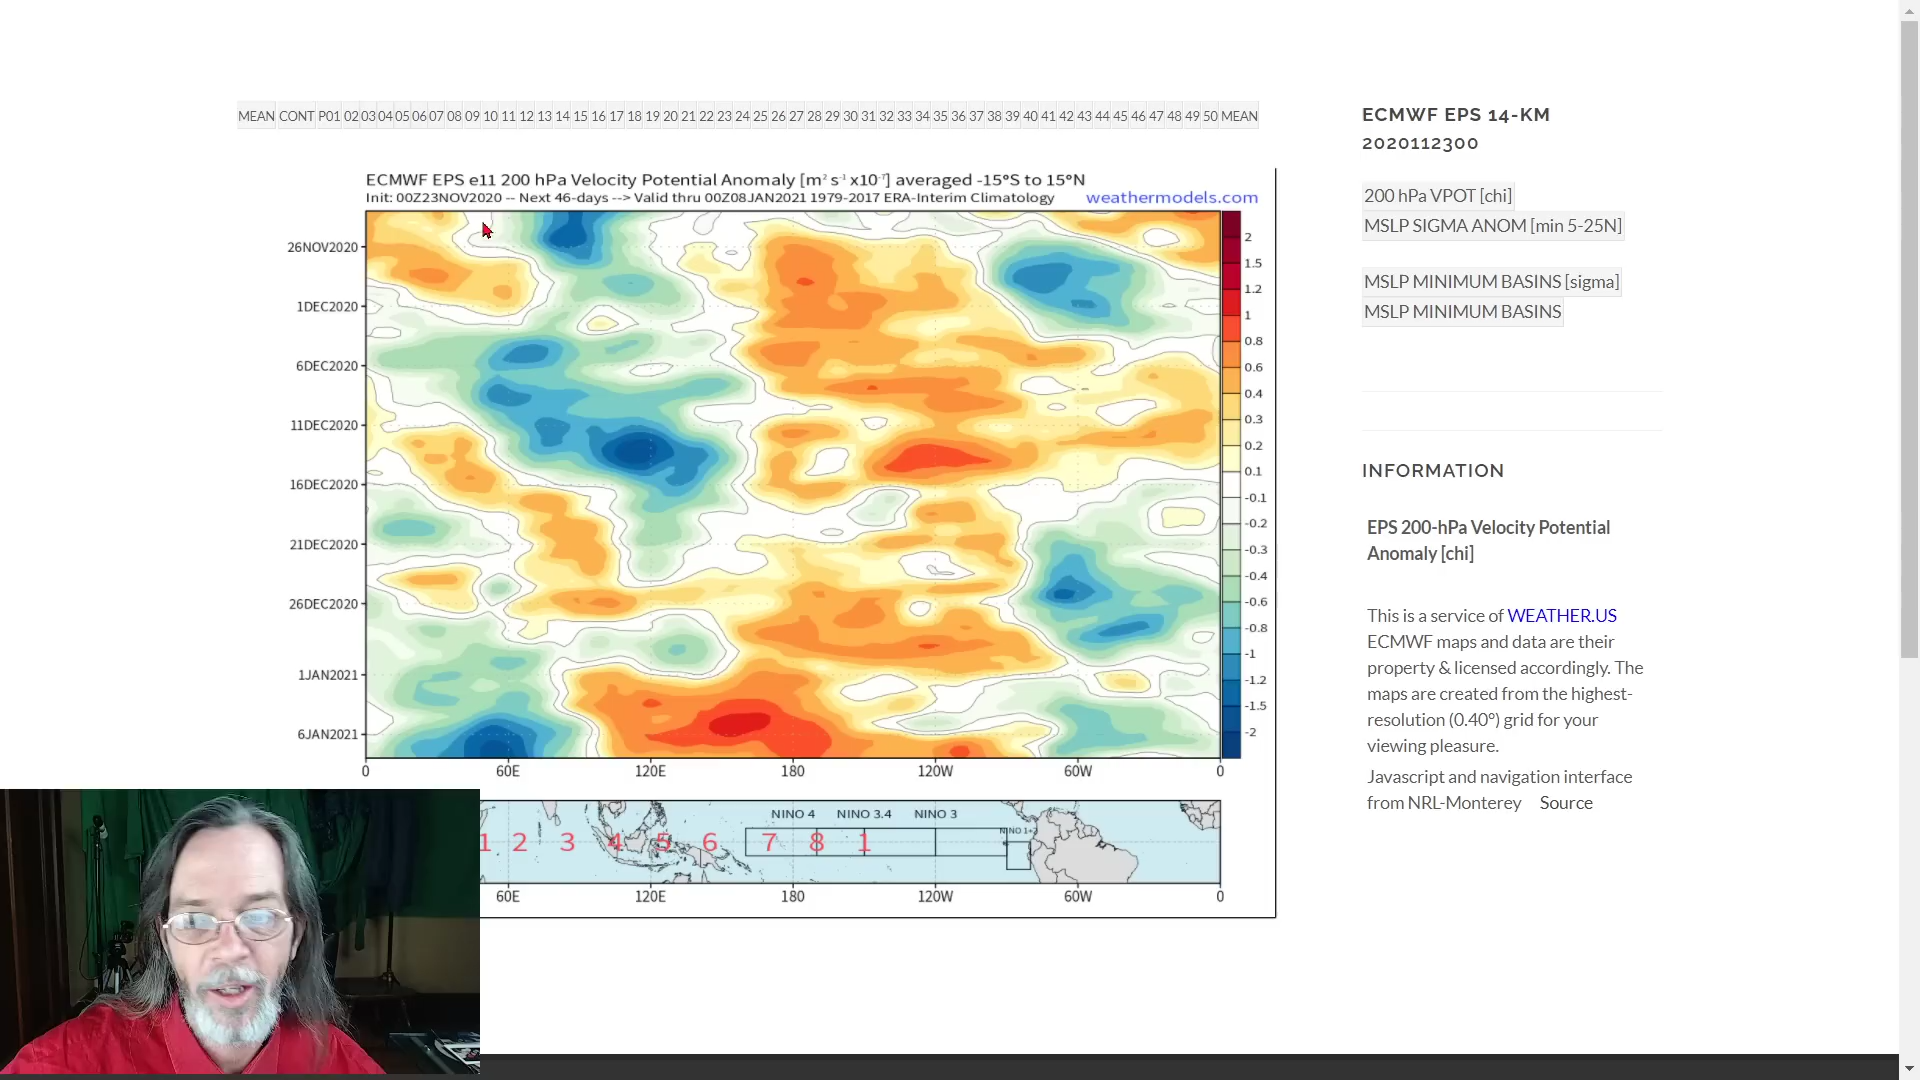 MEAN CONT P01 02 03 04 05 06 07 08 09 10 11 12 13 14 15 16 17 18 19 20 21 22 23 24 25 26 27 28 29 30 31 32 33 34 35 36 37 38 39 40 41 42 43 44 45 46 47 48 49 50 MEAN
ECMWF EPS e11 200 hPa Velocity Potential Anomaly [m² s⁻¹ x10⁻⁷] averaged -15°S to 15°N
Init: 00Z23NOV2020 -- Next 46-days --> Valid thru 00Z08JAN2021 1979-2017 ERA-Interim Climatology
weathermodels.com
26NOV2020
1DEC2020
6DEC2020
11DEC2020
16DEC2020
21DEC2020
26DEC2020
1JAN2021
6JAN2021
2
1.5
1.2
1
0.8
0.6
0.4
0.3
0.2
0.1
-0.1
-0.2
-0.3
-0.4
-0.6
-0.8
-1
-1.2
-1.5
-2
0 60E 120E 180 120W 60W 0
NINO 4 NINO 3.4 NINO 3
NINO 1+2
1 2 3 4 5 6 7 8 1
60E 120E 180 120W 60W 0
ECMWF EPS 14-KM
2020112300
200 hPa VPOT [chi]
MSLP SIGMA ANOM [min 5-25N]
MSLP MINIMUM BASINS [sigma]
MSLP MINIMUM BASINS
INFORMATION
EPS 200-hPa Velocity Potential
Anomaly [chi]
This is a service of WEATHER.US
ECMWF maps and data are their
property & licensed accordingly. The
maps are created from the highest-
resolution (0.40º) grid for your
viewing pleasure.
Javascript and navigation interface
from NRL-Monterey Source